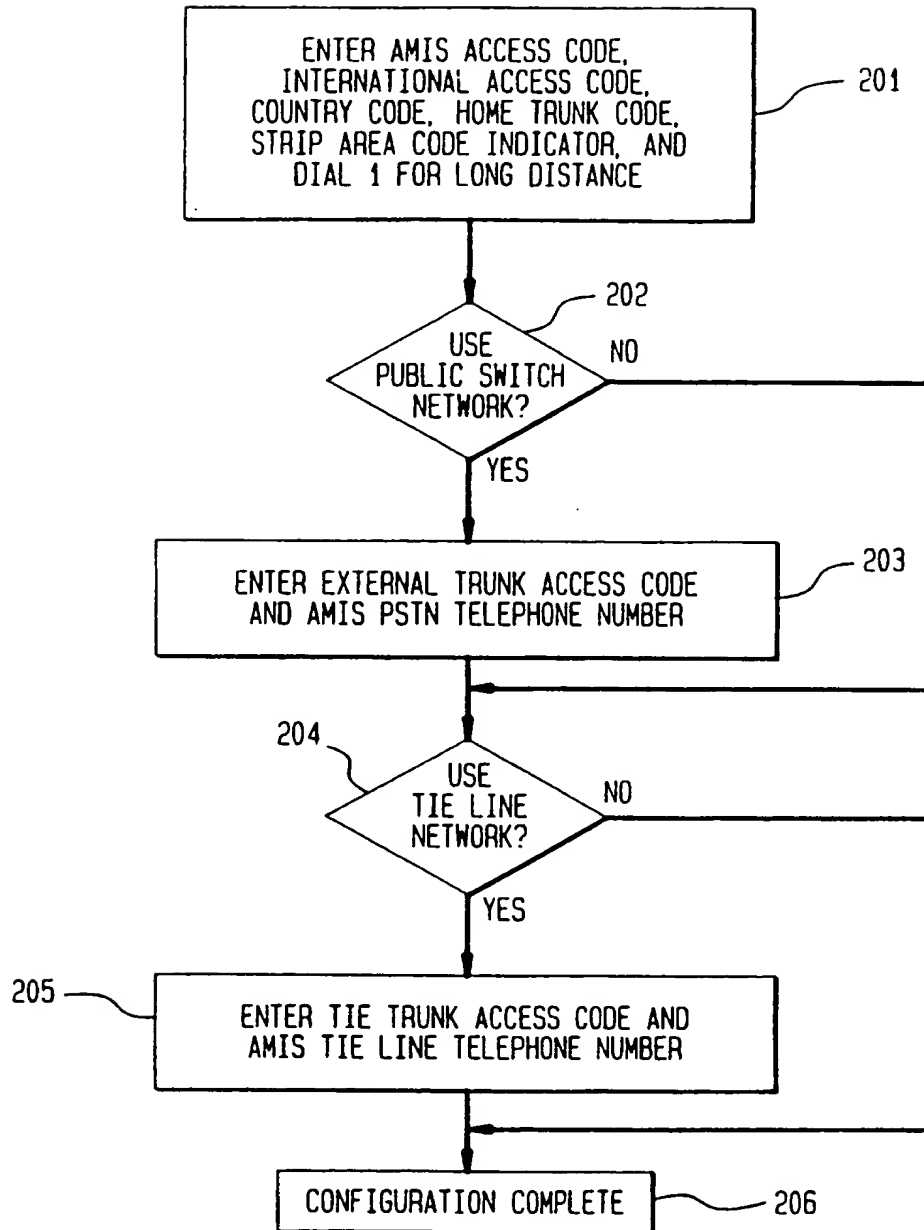 ENTER AMIS ACCESS CODE,
INTERNATIONAL ACCESS CODE,
COUNTRY CODE, HOME TRUNK CODE,
STRIP AREA CODE INDICATOR, AND
DIAL 1 FOR LONG DISTANCE
201
202
USE
PUBLIC SWITCH
NETWORK?
NO
YES
203
ENTER EXTERNAL TRUNK ACCESS CODE
AND AMIS PSTN TELEPHONE NUMBER
204
USE
TIE LINE
NETWORK?
NO
YES
205
ENTER TIE TRUNK ACCESS CODE AND
AMIS TIE LINE TELEPHONE NUMBER
CONFIGURATION COMPLETE
206